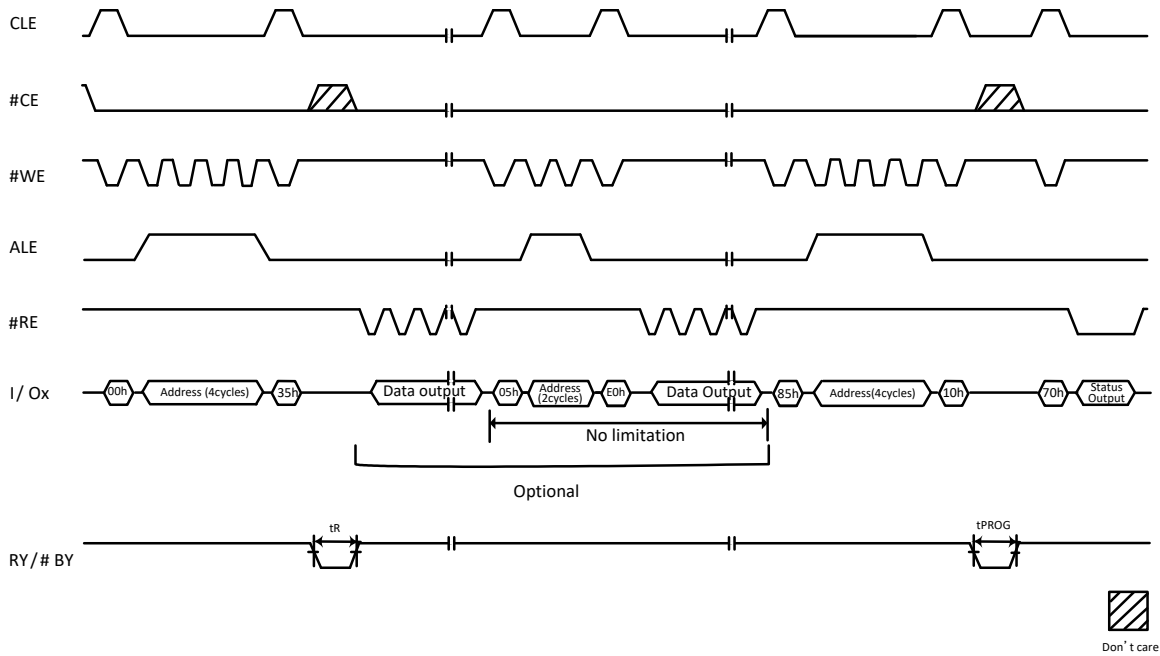 CLE
#CE
#WE
ALE
#RE
I/Ox
00h
Address (4cycles)
35h
Data output
05h
Address
(2cycles)
E0h
Data Output
85h
Address(4cycles)
10h
70h
Status
Output
No limitation
Optional
RY/# BY
tR
tPROG
Don't care